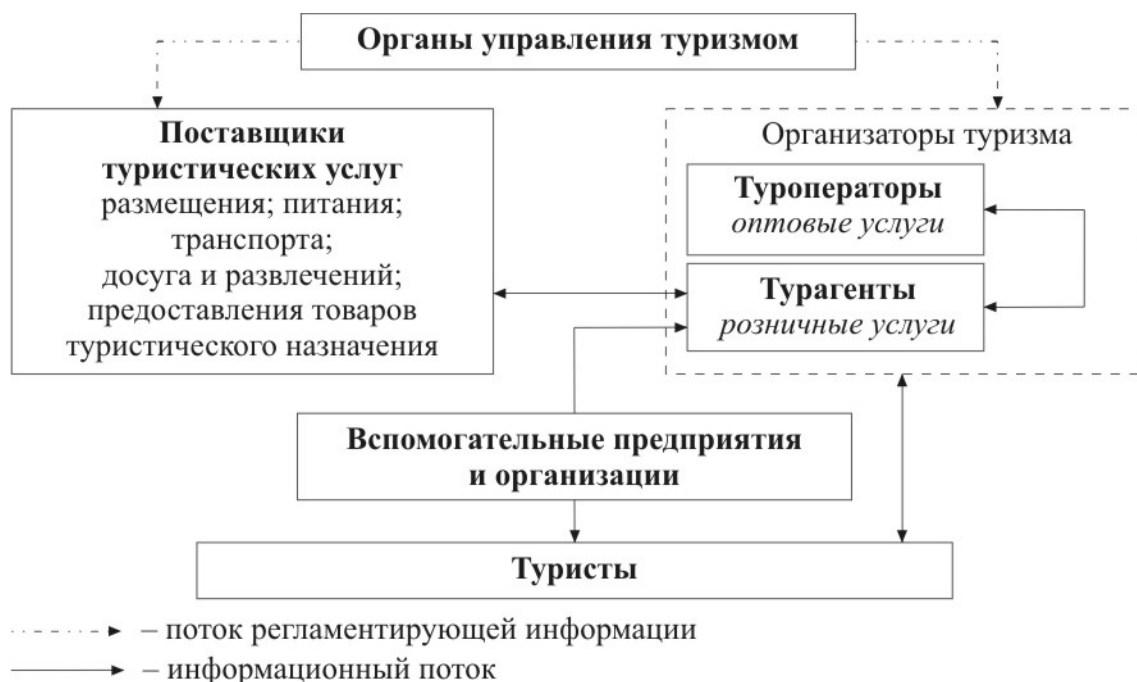 Органы управления туризмом
Поставщики
туристических услуг
размещения; питания;
транспорта;
досуга и развлечений;
предоставления товаров
туристического назначения
Организаторы туризма
Туроператоры
оптовые услуги
Турагенты
розничные услуги
Вспомогательные предприятия
и организации
Туристы
– поток регламентирующей информации
– информационный поток